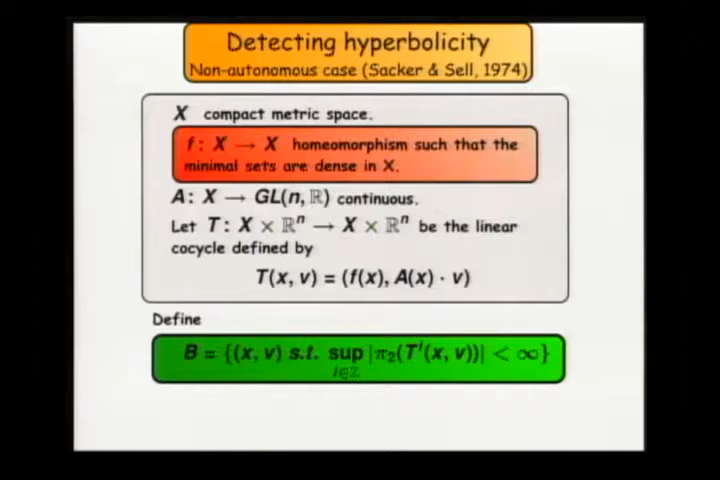 Detecting hyperbolicity
Non-autonomous case (Sacker & Sell, 1974)
X compact metric space.
f : X → X homeomorphism such that the
minimal sets are dense in X.
A : X → GL(n, ℝ) continuous.
Let T : X × ℝⁿ → X × ℝⁿ be the linear
cocycle defined by
T(x, v) = (f(x), A(x) · v)
Define
B = {(x, v) s.t. sup |π₂(Tⁱ(x, v))| < ∞}
i∈ℤ